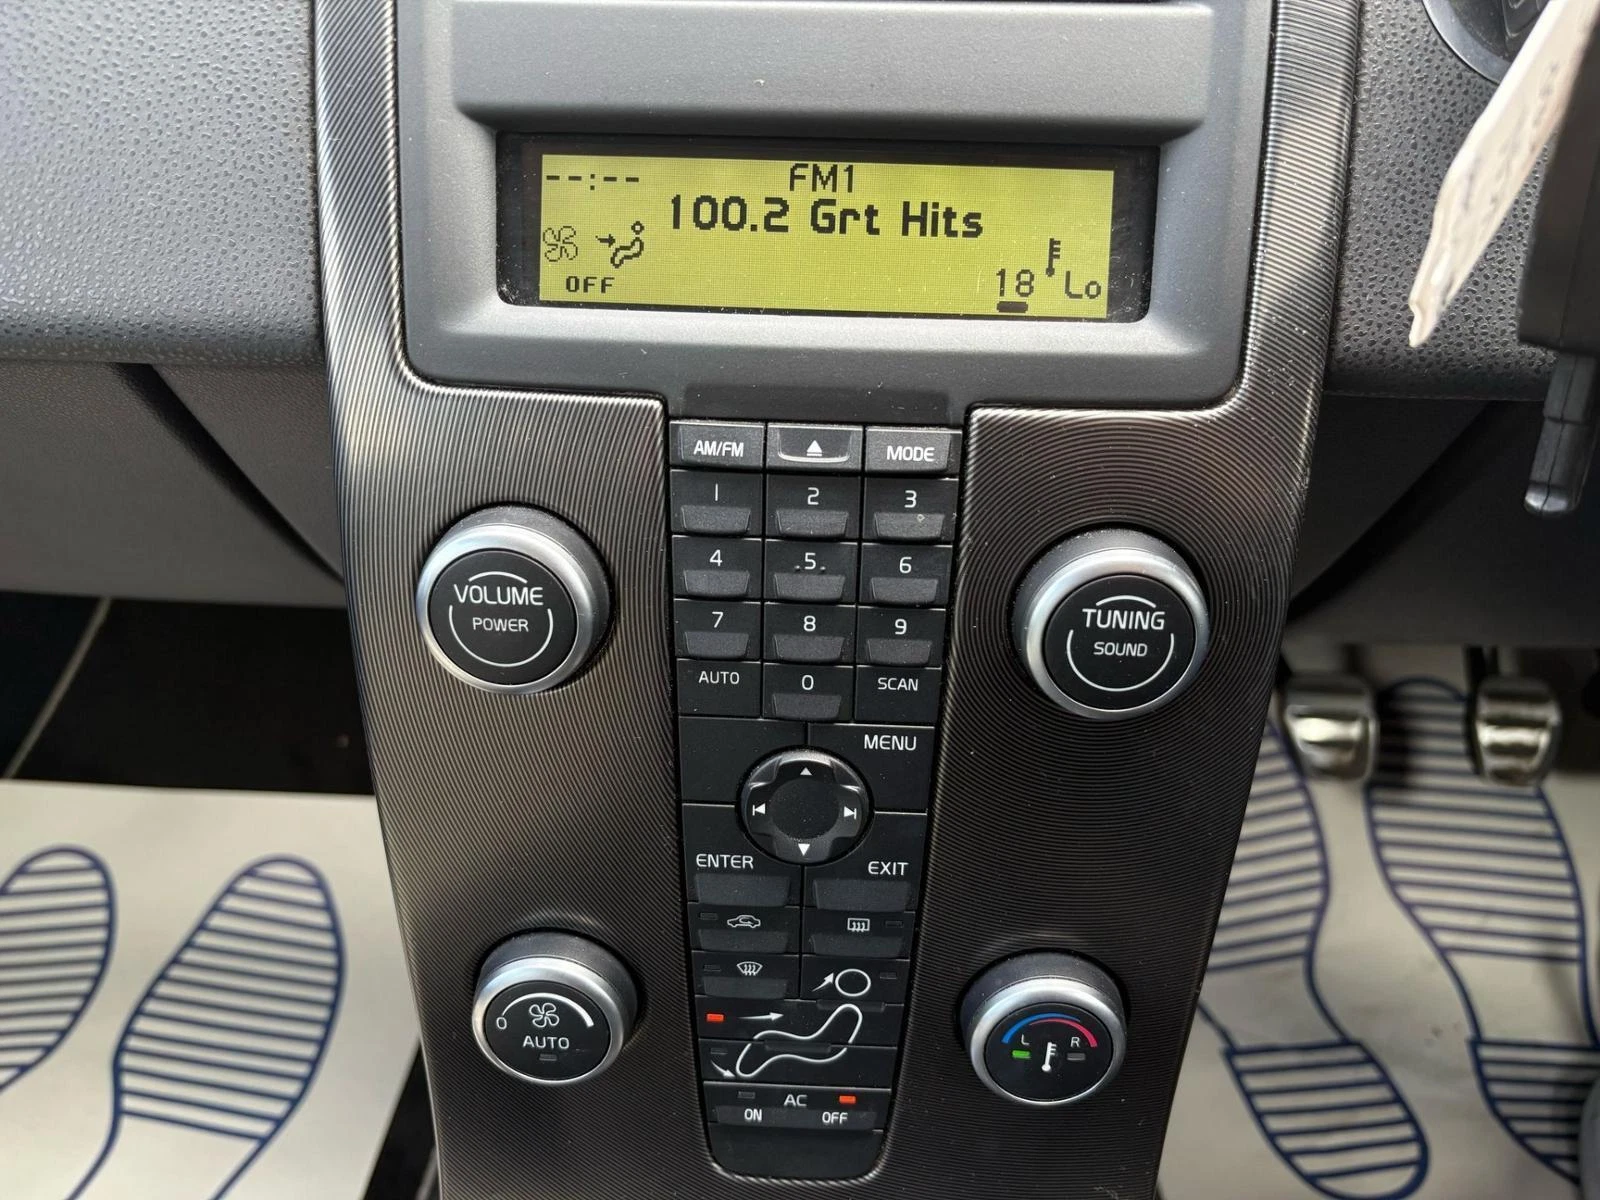 --:-- FM1
100.2 Grt Hits
OFF 18 Lo
AM/FM MODE
1 2 3
4 .5. 6
7 8 9
AUTO 0 SCAN
VOLUME
POWER
TUNING
SOUND
MENU
ENTER EXIT
0 AUTO
L R
AC
ON OFF